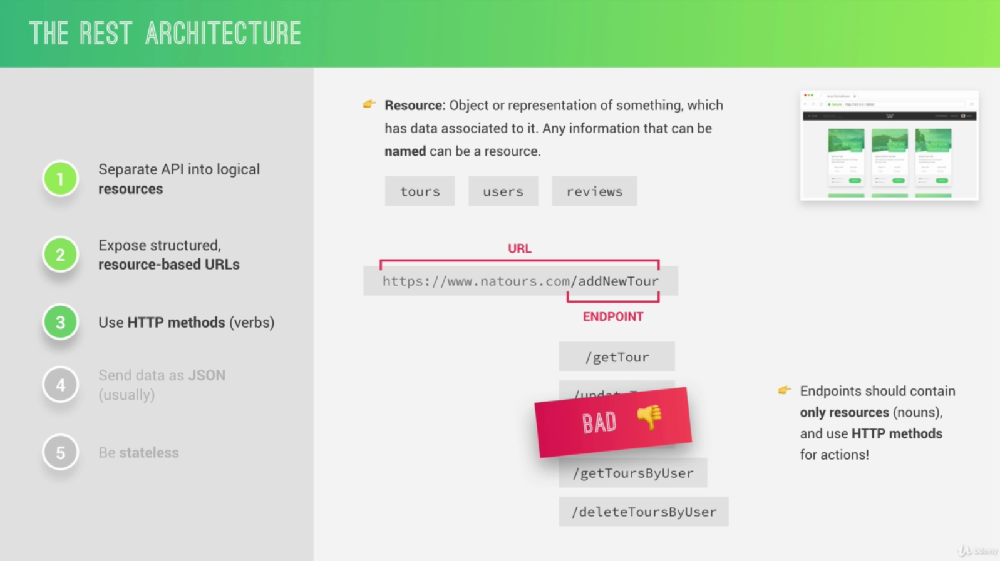 THE REST ARCHITECTURE
1
Separate API into logical
resources
2
Expose structured,
resource-based URLs
3
Use HTTP methods (verbs)
4
Send data as JSON
(usually)
5
Be stateless
Resource: Object or representation of something, which
has data associated to it. Any information that can be
named can be a resource.
tours users reviews
URL
https://www.natours.com/addNewTour
ENDPOINT
/getTour
BAD
/getToursByUser
/deleteToursByUser
Endpoints should contain
only resources (nouns),
and use HTTP methods
for actions!
Udemy